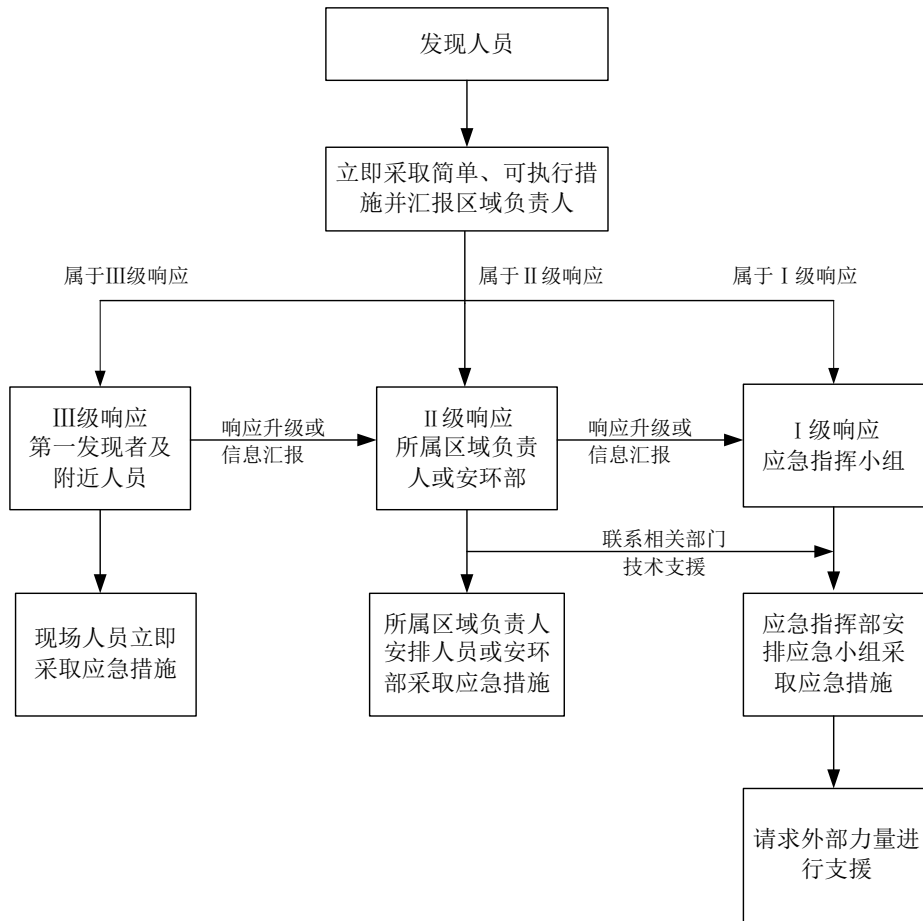 发现人员
立即采取简单、可执行措
施并汇报区域负责人
属于Ⅲ级响应
属于Ⅱ级响应
属于Ⅰ级响应
Ⅲ级响应
第一发现者及
附近人员
响应升级或
信息汇报
Ⅱ级响应
所属区域负责
人或安环部
响应升级或
信息汇报
Ⅰ级响应
应急指挥小组
联系相关部门
技术支援
现场人员立即
采取应急措施
所属区域负责人
安排人员或安环
部采取应急措施
应急指挥部安
排应急小组采
取应急措施
请求外部力量进
行支援